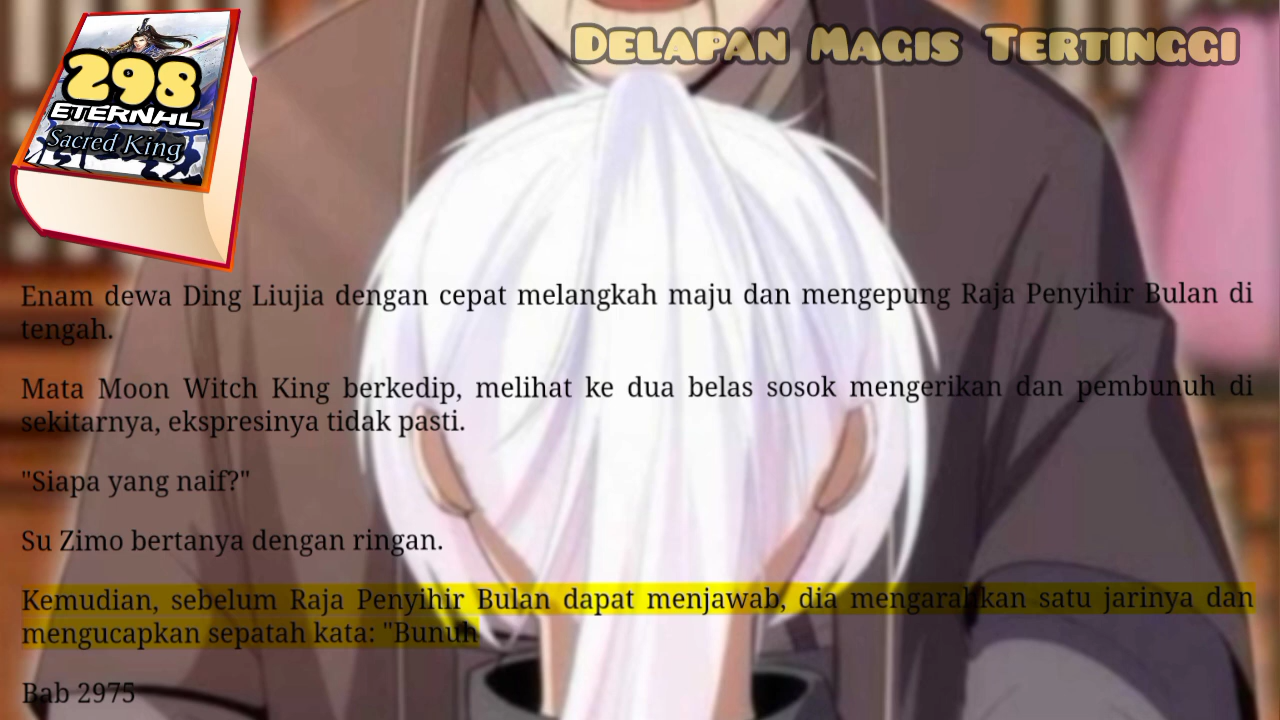 298
ETERNAL
Sacred King
Delapan Magis Tertinggi
Enam dewa Ding Liujia dengan cepat melangkah maju dan mengepung Raja Penyihir Bulan di
tengah.
Mata Moon Witch King berkedip, melihat ke dua belas sosok mengerikan dan pembunuh di
sekitarnya, ekspresinya tidak pasti.
"Siapa yang naif?"
Su Zimo bertanya dengan ringan.
Kemudian, sebelum Raja Penyihir Bulan dapat menjawab, dia mengarahkan satu jarinya dan
mengucapkan sepatah kata: "Bunuh
Bab 2975